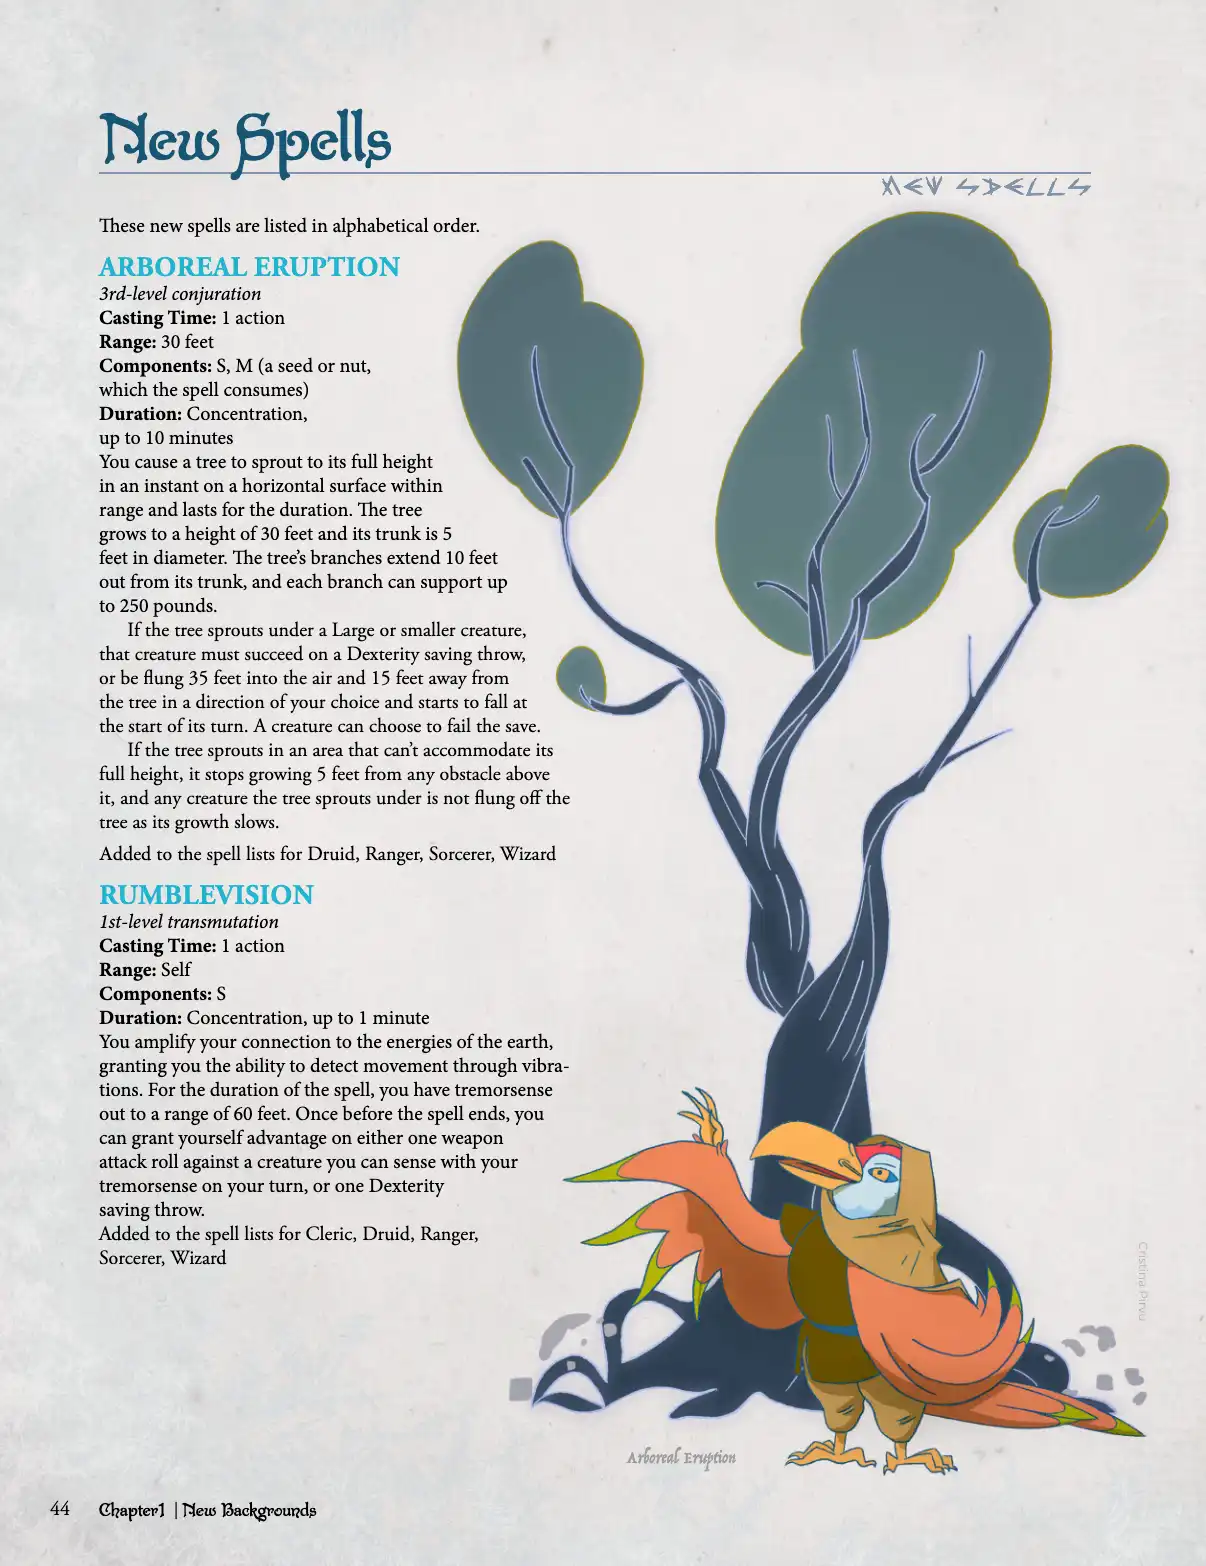 New Spells
NEW SPELLS
These new spells are listed in alphabetical order.
ARBOREAL ERUPTION
3rd-level conjuration
Casting Time: 1 action
Range: 30 feet
Components: S, M (a seed or nut,
which the spell consumes)
Duration: Concentration,
up to 10 minutes
You cause a tree to sprout to its full height
in an instant on a horizontal surface within
range and lasts for the duration. The tree
grows to a height of 30 feet and its trunk is 5
feet in diameter. The tree’s branches extend 10 feet
out from its trunk, and each branch can support up
to 250 pounds.
If the tree sprouts under a Large or smaller creature,
that creature must succeed on a Dexterity saving throw,
or be flung 35 feet into the air and 15 feet away from
the tree in a direction of your choice and starts to fall at
the start of its turn. A creature can choose to fail the save.
If the tree sprouts in an area that can’t accommodate its
full height, it stops growing 5 feet from any obstacle above
it, and any creature the tree sprouts under is not flung off the
tree as its growth slows.
Added to the spell lists for Druid, Ranger, Sorcerer, Wizard
RUMBLEVISION
1st-level transmutation
Casting Time: 1 action
Range: Self
Components: S
Duration: Concentration, up to 1 minute
You amplify your connection to the energies of the earth,
granting you the ability to detect movement through vibra-
tions. For the duration of the spell, you have tremorsense
out to a range of 60 feet. Once before the spell ends, you
can grant yourself advantage on either one weapon
attack roll against a creature you can sense with your
tremorsense on your turn, or one Dexterity
saving throw.
Added to the spell lists for Cleric, Druid, Ranger,
Sorcerer, Wizard
Cristina Pirvu
Arboreal Eruption
44 Chapter1 | New Backgrounds